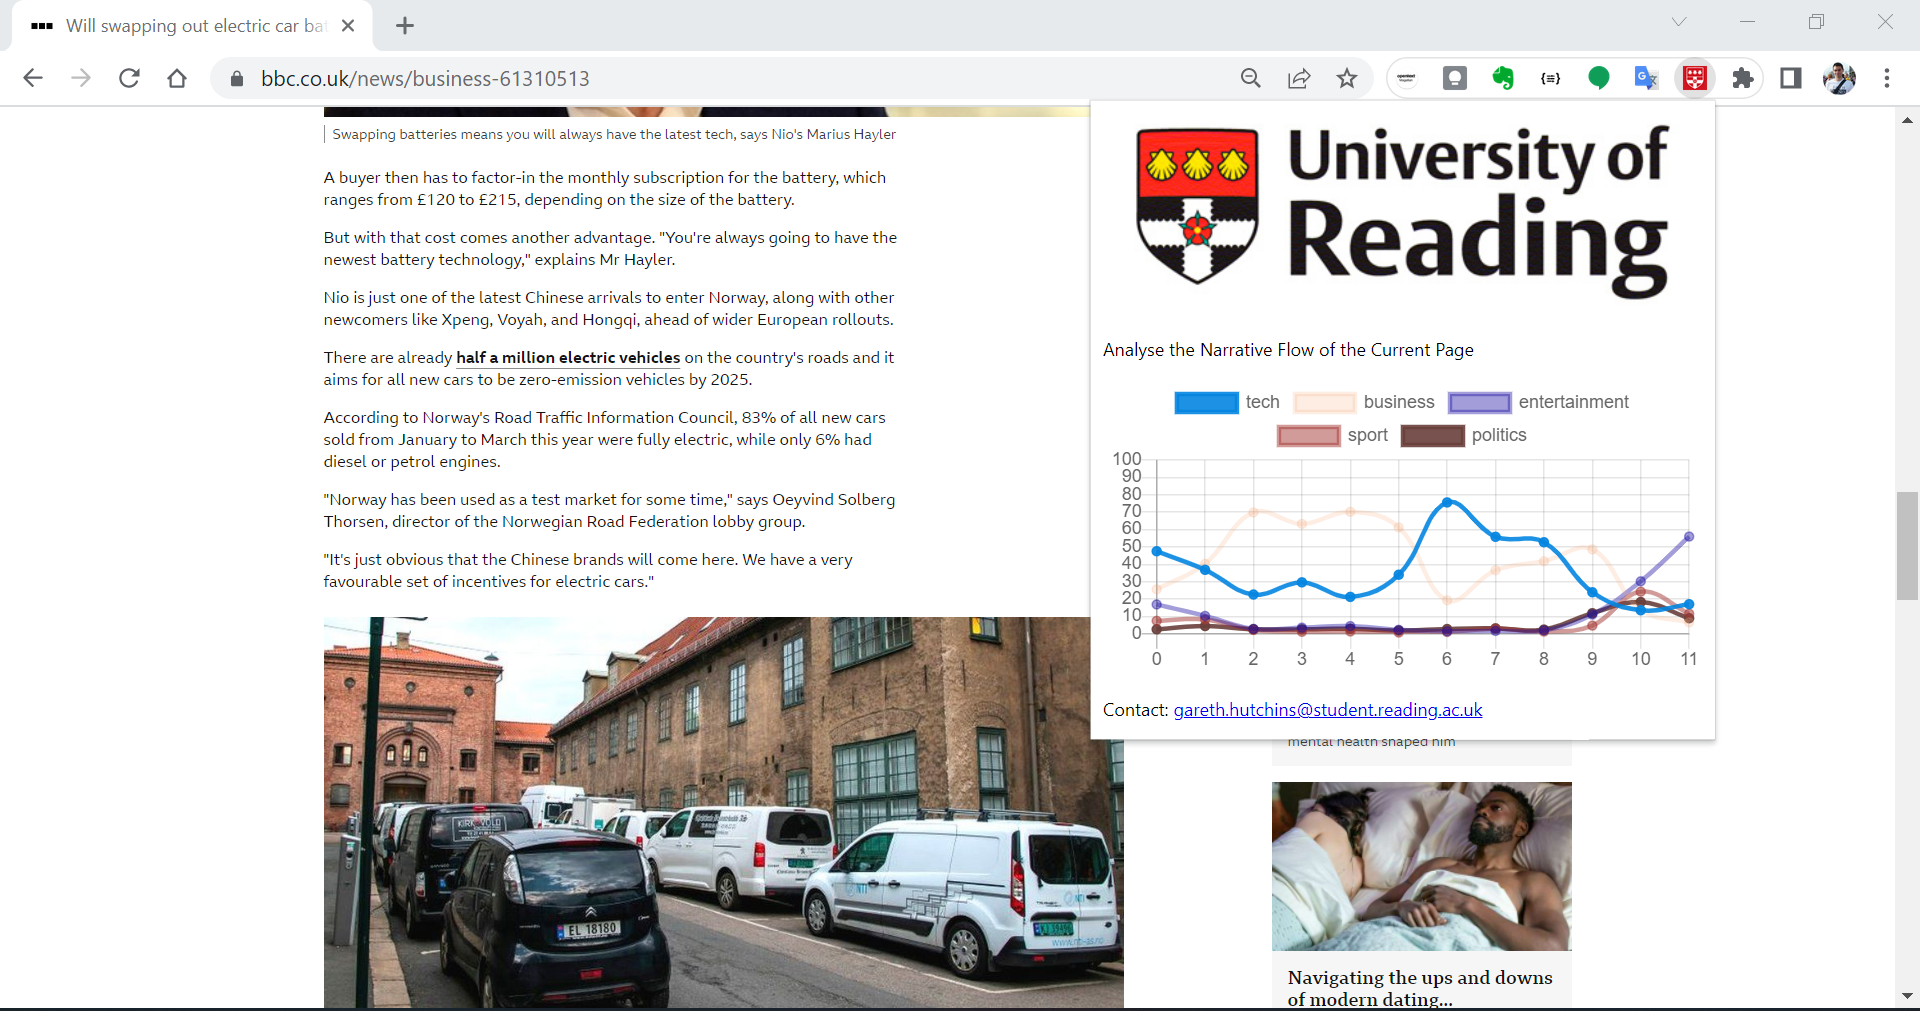 Will swapping out electric car bat
bbc.co.uk/news/business-61310513
Swapping batteries means you will always have the latest tech, says Nio's Marius Hayler
A buyer then has to factor-in the monthly subscription for the battery, which
ranges from £120 to £215, depending on the size of the battery.
But with that cost comes another advantage. "You're always going to have the
newest battery technology," explains Mr Hayler.
Nio is just one of the latest Chinese arrivals to enter Norway, along with other
newcomers like Xpeng, Voyah, and Hongqi, ahead of wider European rollouts.
There are already half a million electric vehicles on the country's roads and it
aims for all new cars to be zero-emission vehicles by 2025.
According to Norway's Road Traffic Information Council, 83% of all new cars
sold from January to March this year were fully electric, while only 6% had
diesel or petrol engines.
"Norway has been used as a test market for some time," says Oeyvind Solberg
Thorsen, director of the Norwegian Road Federation lobby group.
"It's just obvious that the Chinese brands will come here. We have a very
favourable set of incentives for electric cars."
KIRK VOLD
EL 18180
NTI
University of
Reading
Analyse the Narrative Flow of the Current Page
tech business entertainment
sport politics
100
90
80
70
60
50
40
30
20
10
0
0 1 2 3 4 5 6 7 8 9 10 11
Contact: gareth.hutchins@student.reading.ac.uk
mental health shaped him
Navigating the ups and downs
of modern dating...